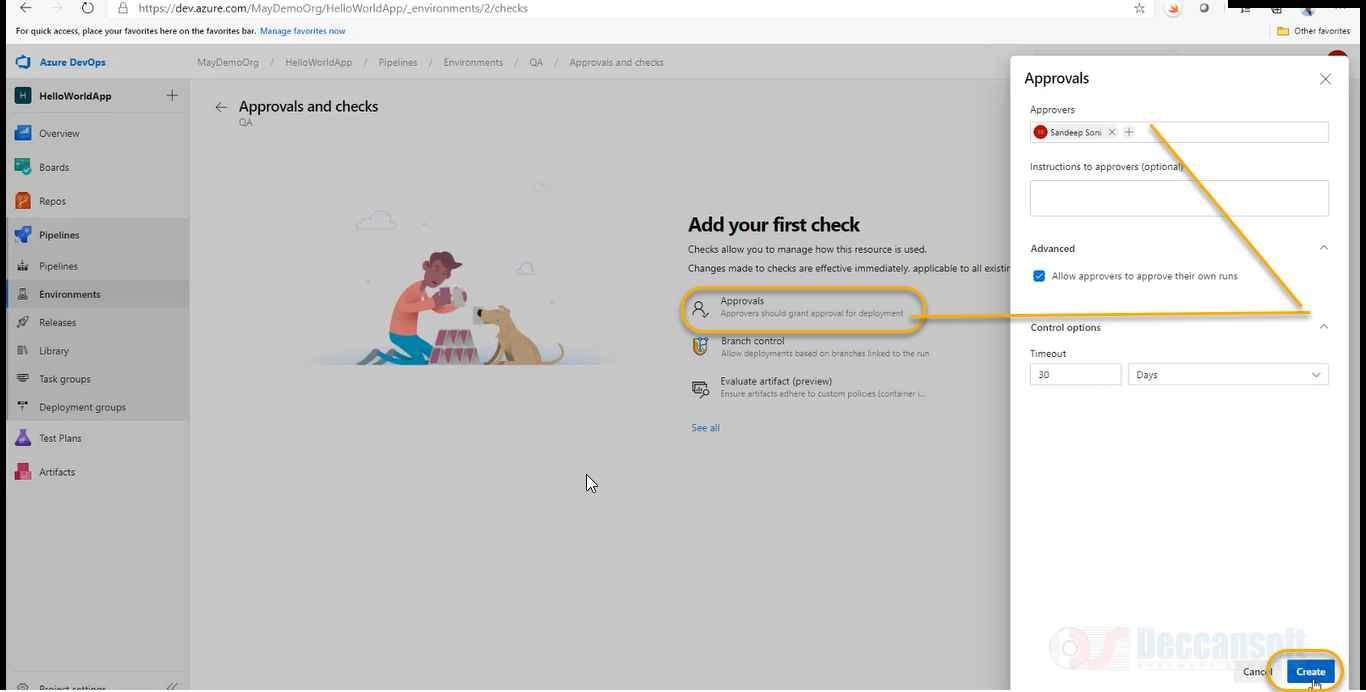 https://dev.azure.com/MayDemoOrg/HelloWorldApp/_environments/2/checks
For quick access, place your favorites here on the favorites bar. Manage favorites now
Other favorites
Azure DevOps
MayDemoOrg / HelloWorldApp / Pipelines / Environments / QA / Approvals and checks
H HelloWorldApp
Overview
Boards
Repos
Pipelines
Pipelines
Environments
Releases
Library
Task groups
Deployment groups
Test Plans
Artifacts
Project settings
Approvals and checks
QA
Add your first check
Checks allow you to manage how this resource is used.
Changes made to checks are effective immediately, applicable to all existin
Approvals
Approvers should grant approval for deployment
Branch control
Allow deployments based on branches linked to the run
Evaluate artifact (preview)
Ensure artifacts adhere to custom policies (container i...
See all
Approvals
Approvers
SS Sandeep Soni
Instructions to approvers (optional)
Advanced
Allow approvers to approve their own runs
Control options
Timeout
30 Days
Deccansoft
Cancel Create